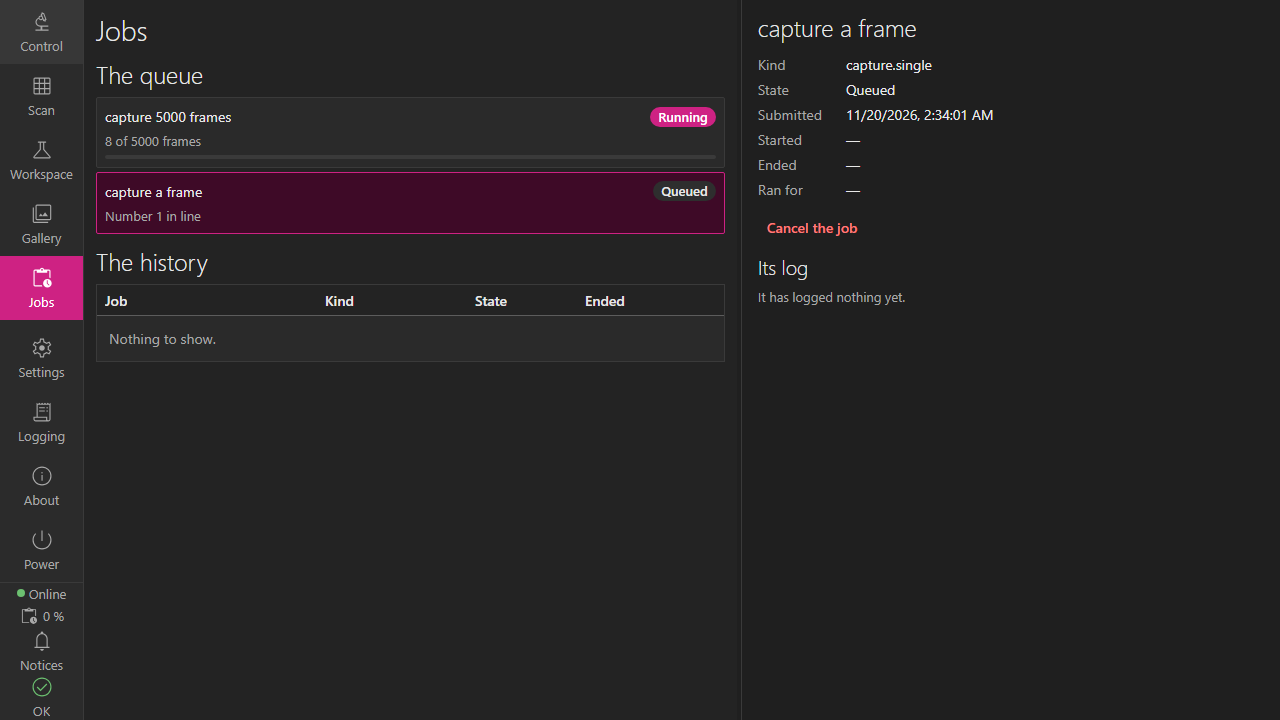 Control
Scan
Workspace
Gallery
Jobs
Settings
Logging
About
Power
Online
0 %
Notices
OK
Jobs
The queue
capture 5000 frames
Running
8 of 5000 frames
capture a frame
Queued
Number 1 in line
The history
Job Kind State Ended
Nothing to show.
capture a frame
Kind capture.single
State Queued
Submitted 11/20/2026, 2:34:01 AM
Started —
Ended —
Ran for —
Cancel the job
Its log
It has logged nothing yet.